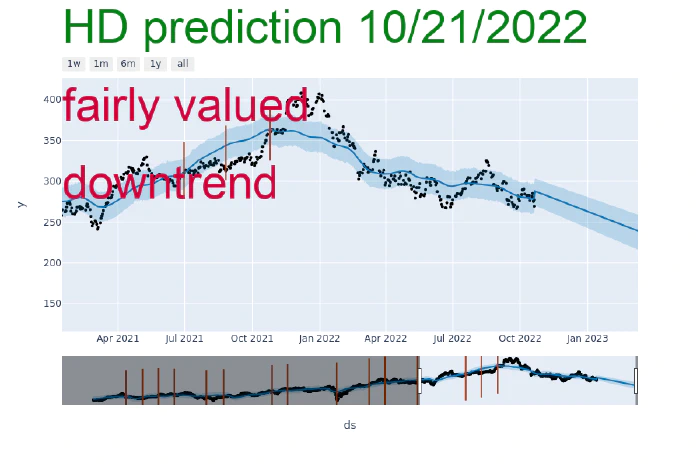 HD prediction 10/21/2022
1w 1m 6m 1y all
fairly valued
downtrend
400
350
300
250
200
150
y
Apr 2021 Jul 2021 Oct 2021 Jan 2022 Apr 2022 Jul 2022 Oct 2022 Jan 2023
ds